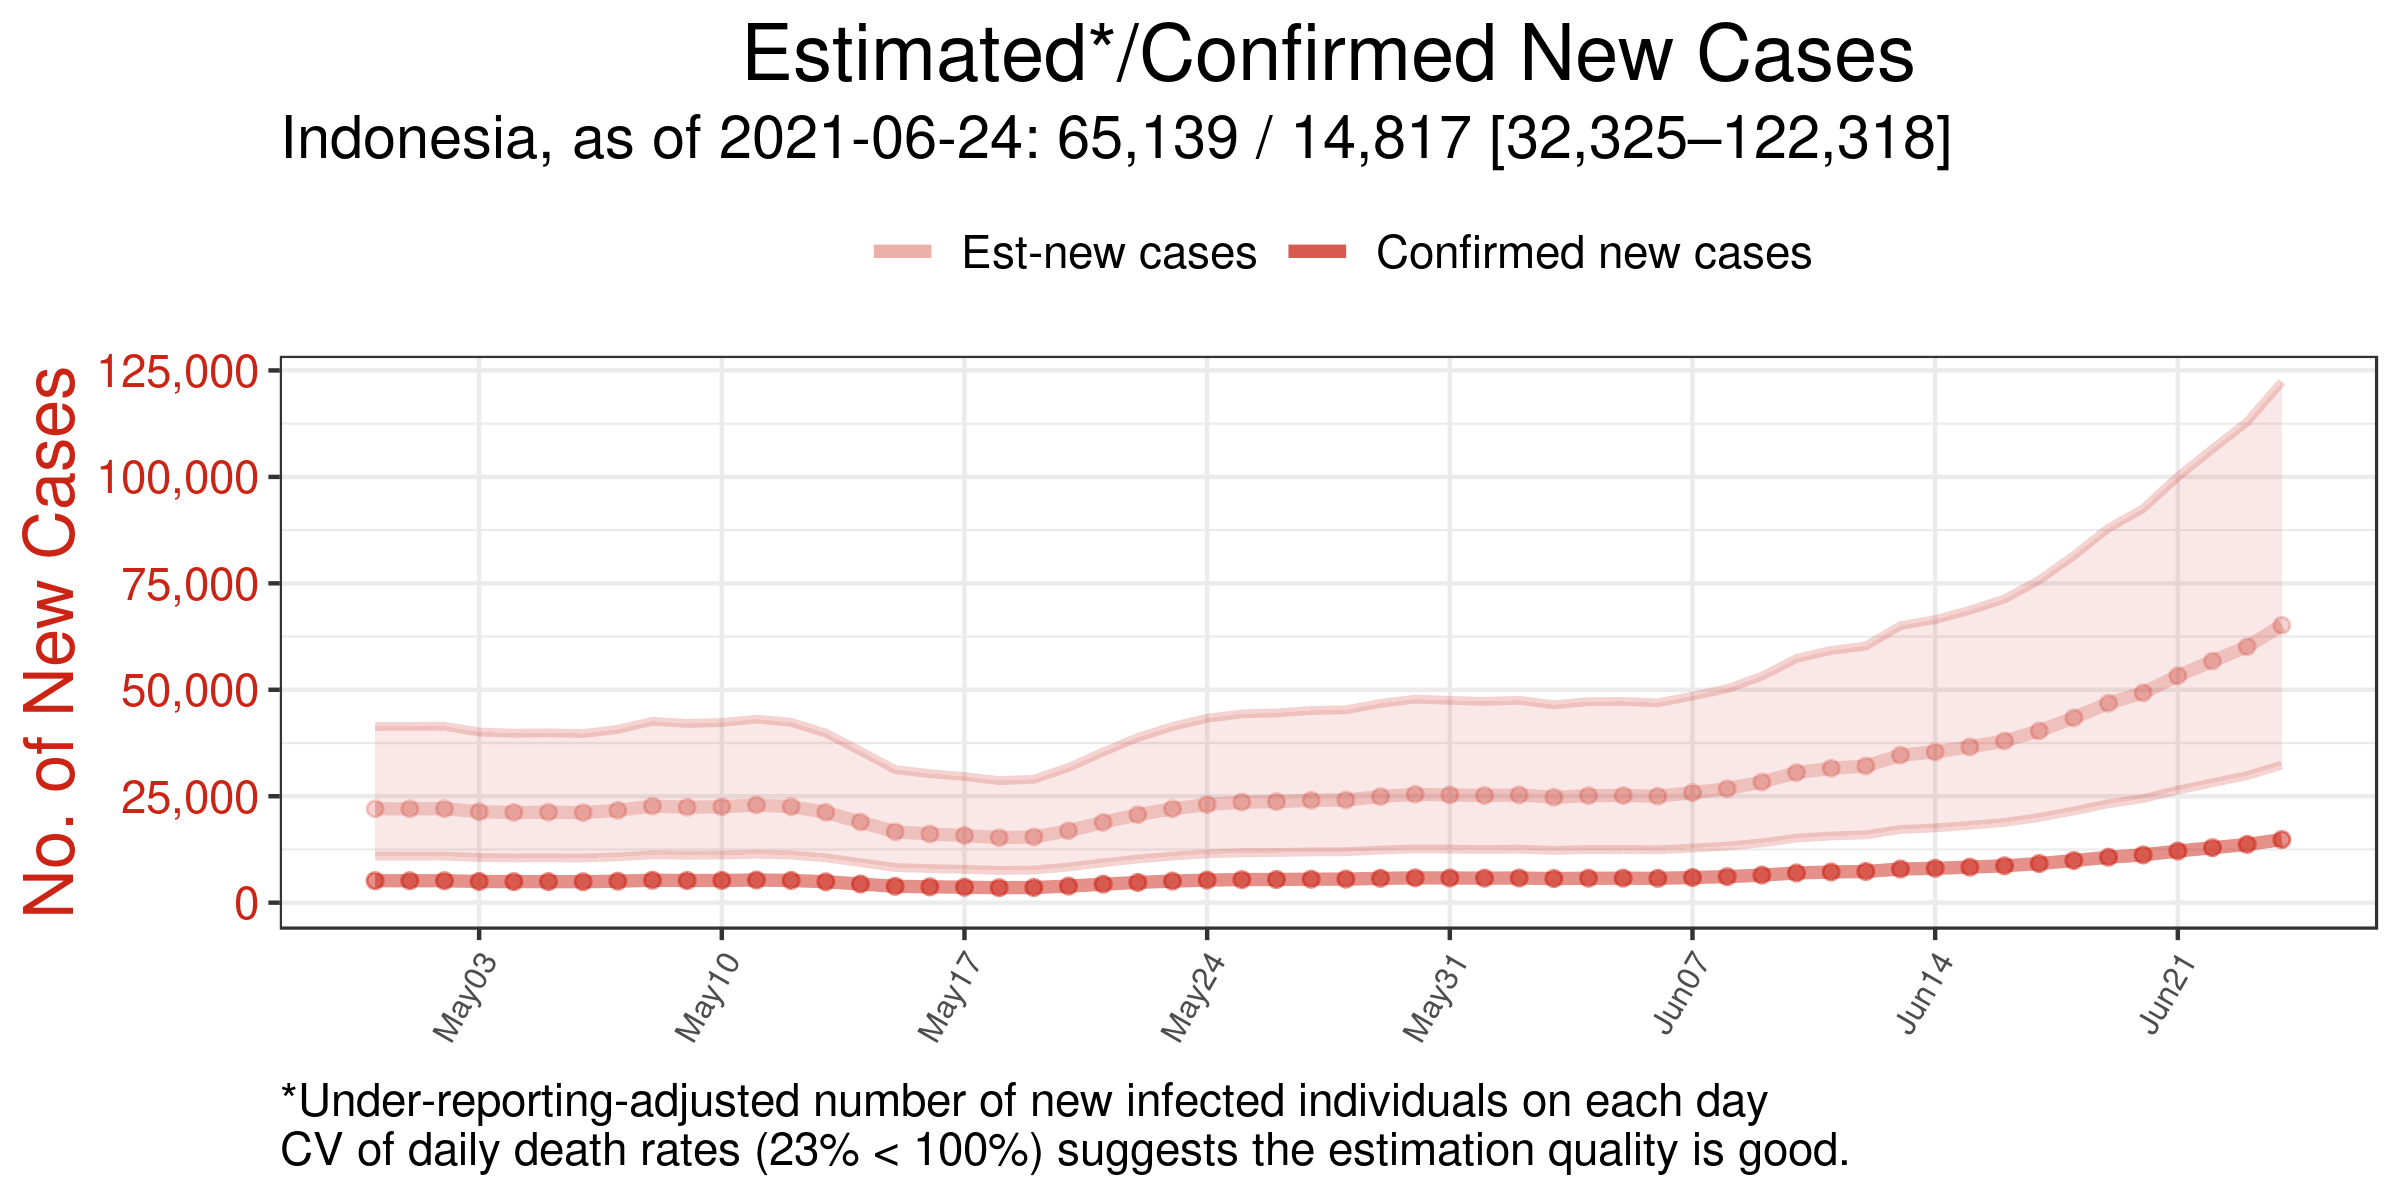 Estimated*/Confirmed New Cases
Indonesia, as of 2021-06-24: 65,139 / 14,817 [32,325–122,318]
Est-new cases
Confirmed new cases
No. of New Cases
125,000
100,000
75,000
50,000
25,000
0
May03
May10
May17
May24
May31
Jun07
Jun14
Jun21
*Under-reporting-adjusted number of new infected individuals on each day
CV of daily death rates (23% < 100%) suggests the estimation quality is good.